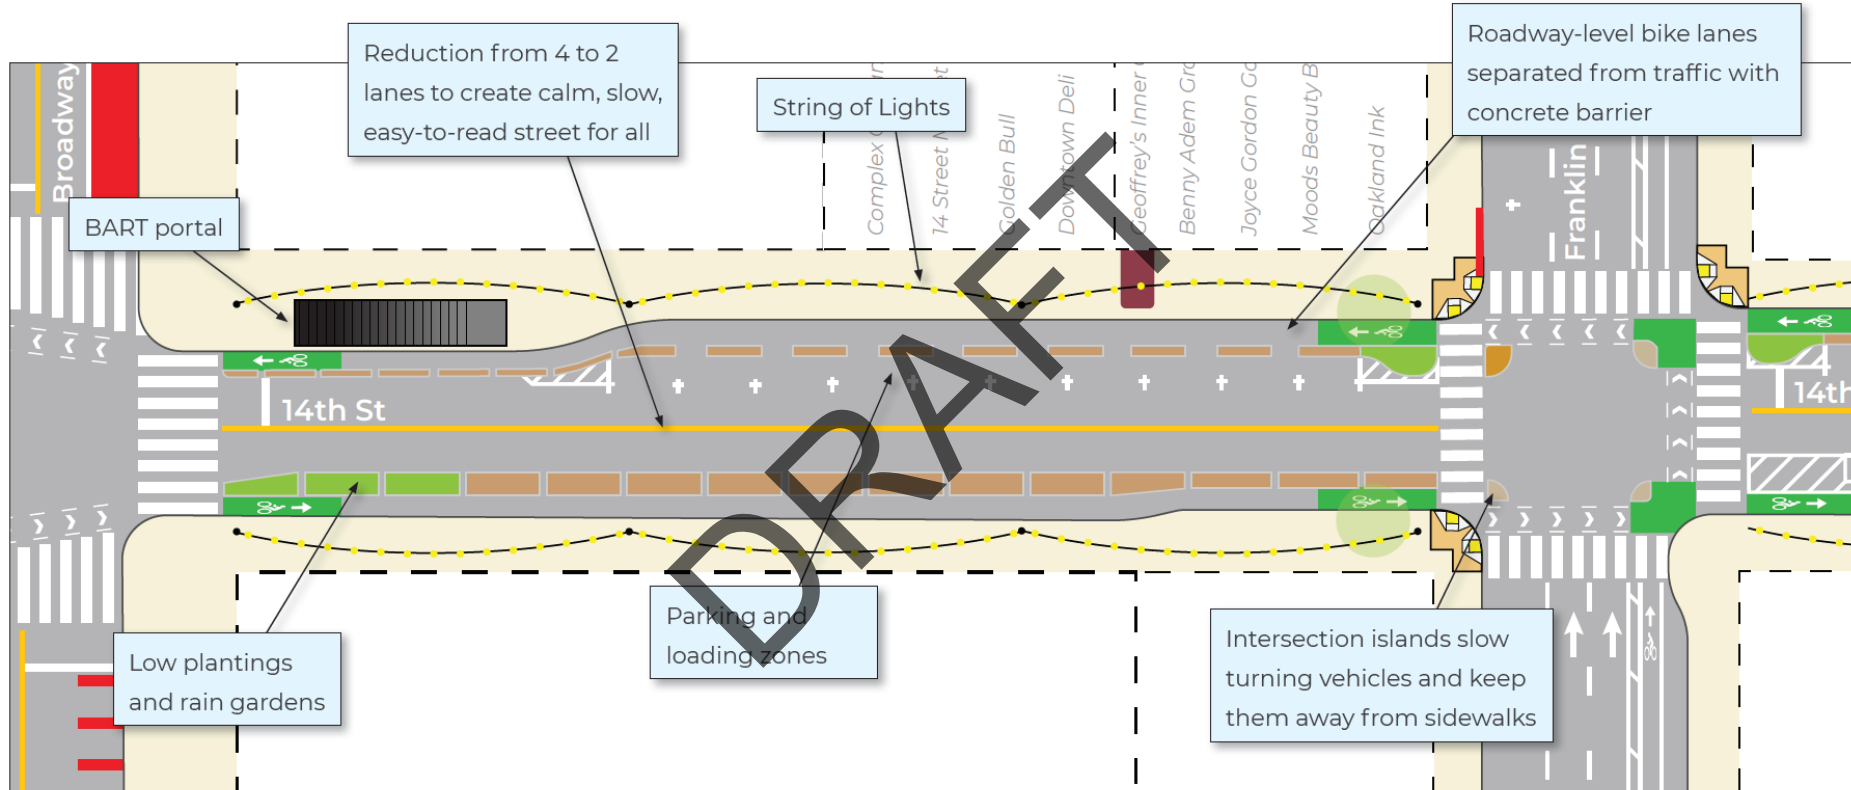 Broadway
Reduction from 4 to 2
lanes to create calm, slow,
easy-to-read street for all
String of Lights
Roadway-level bike lanes
separated from traffic with
concrete barrier
BART portal
Complex
14 Street
Golden Bull
Downtown Deli
Geoffrey's Inner
Benny Adem
Joyce Gordon
Moods Beauty
Oakland Ink
Franklin
14th St
14th
DRAFT
Low plantings
and rain gardens
Parking and
loading zones
Intersection islands slow
turning vehicles and keep
them away from sidewalks